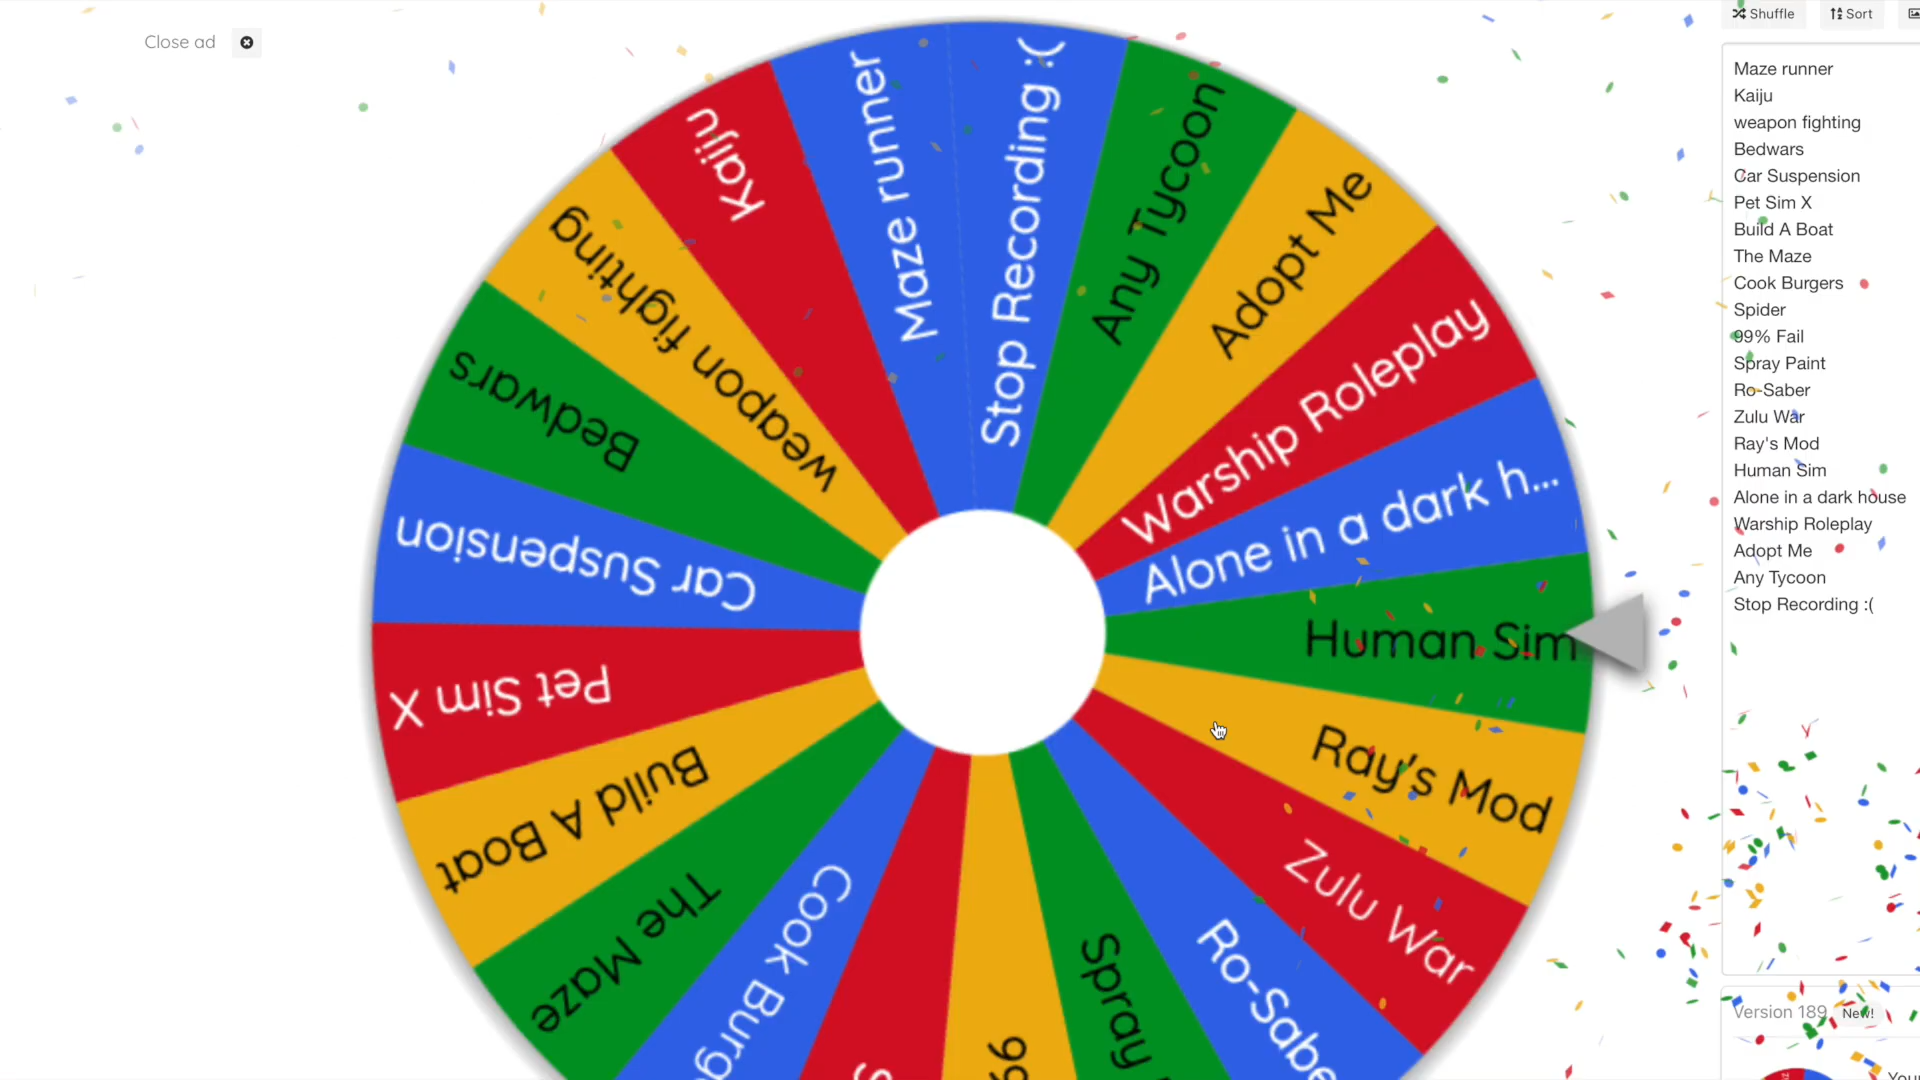 Close ad
Shuffle
Sort
Maze runner
Stop Recording :(
Any Tycoon
Adopt Me
Warship Roleplay
Alone in a dark h...
Human Sim
Ray's Mod
Zulu War
Ro-Sabe
Spray
99
Cook Burg
The Maze
Build A Boat
Pet Sim X
Car Suspension
Bedwars
weapon fighting
Kaiju
Maze runner
Kaiju
weapon fighting
Bedwars
Car Suspension
Pet Sim X
Build A Boat
The Maze
Cook Burgers
Spider
99% Fail
Spray Paint
Ro-Saber
Zulu War
Ray's Mod
Human Sim
Alone in a dark house
Warship Roleplay
Adopt Me
Any Tycoon
Stop Recording :(
Version 189 New!